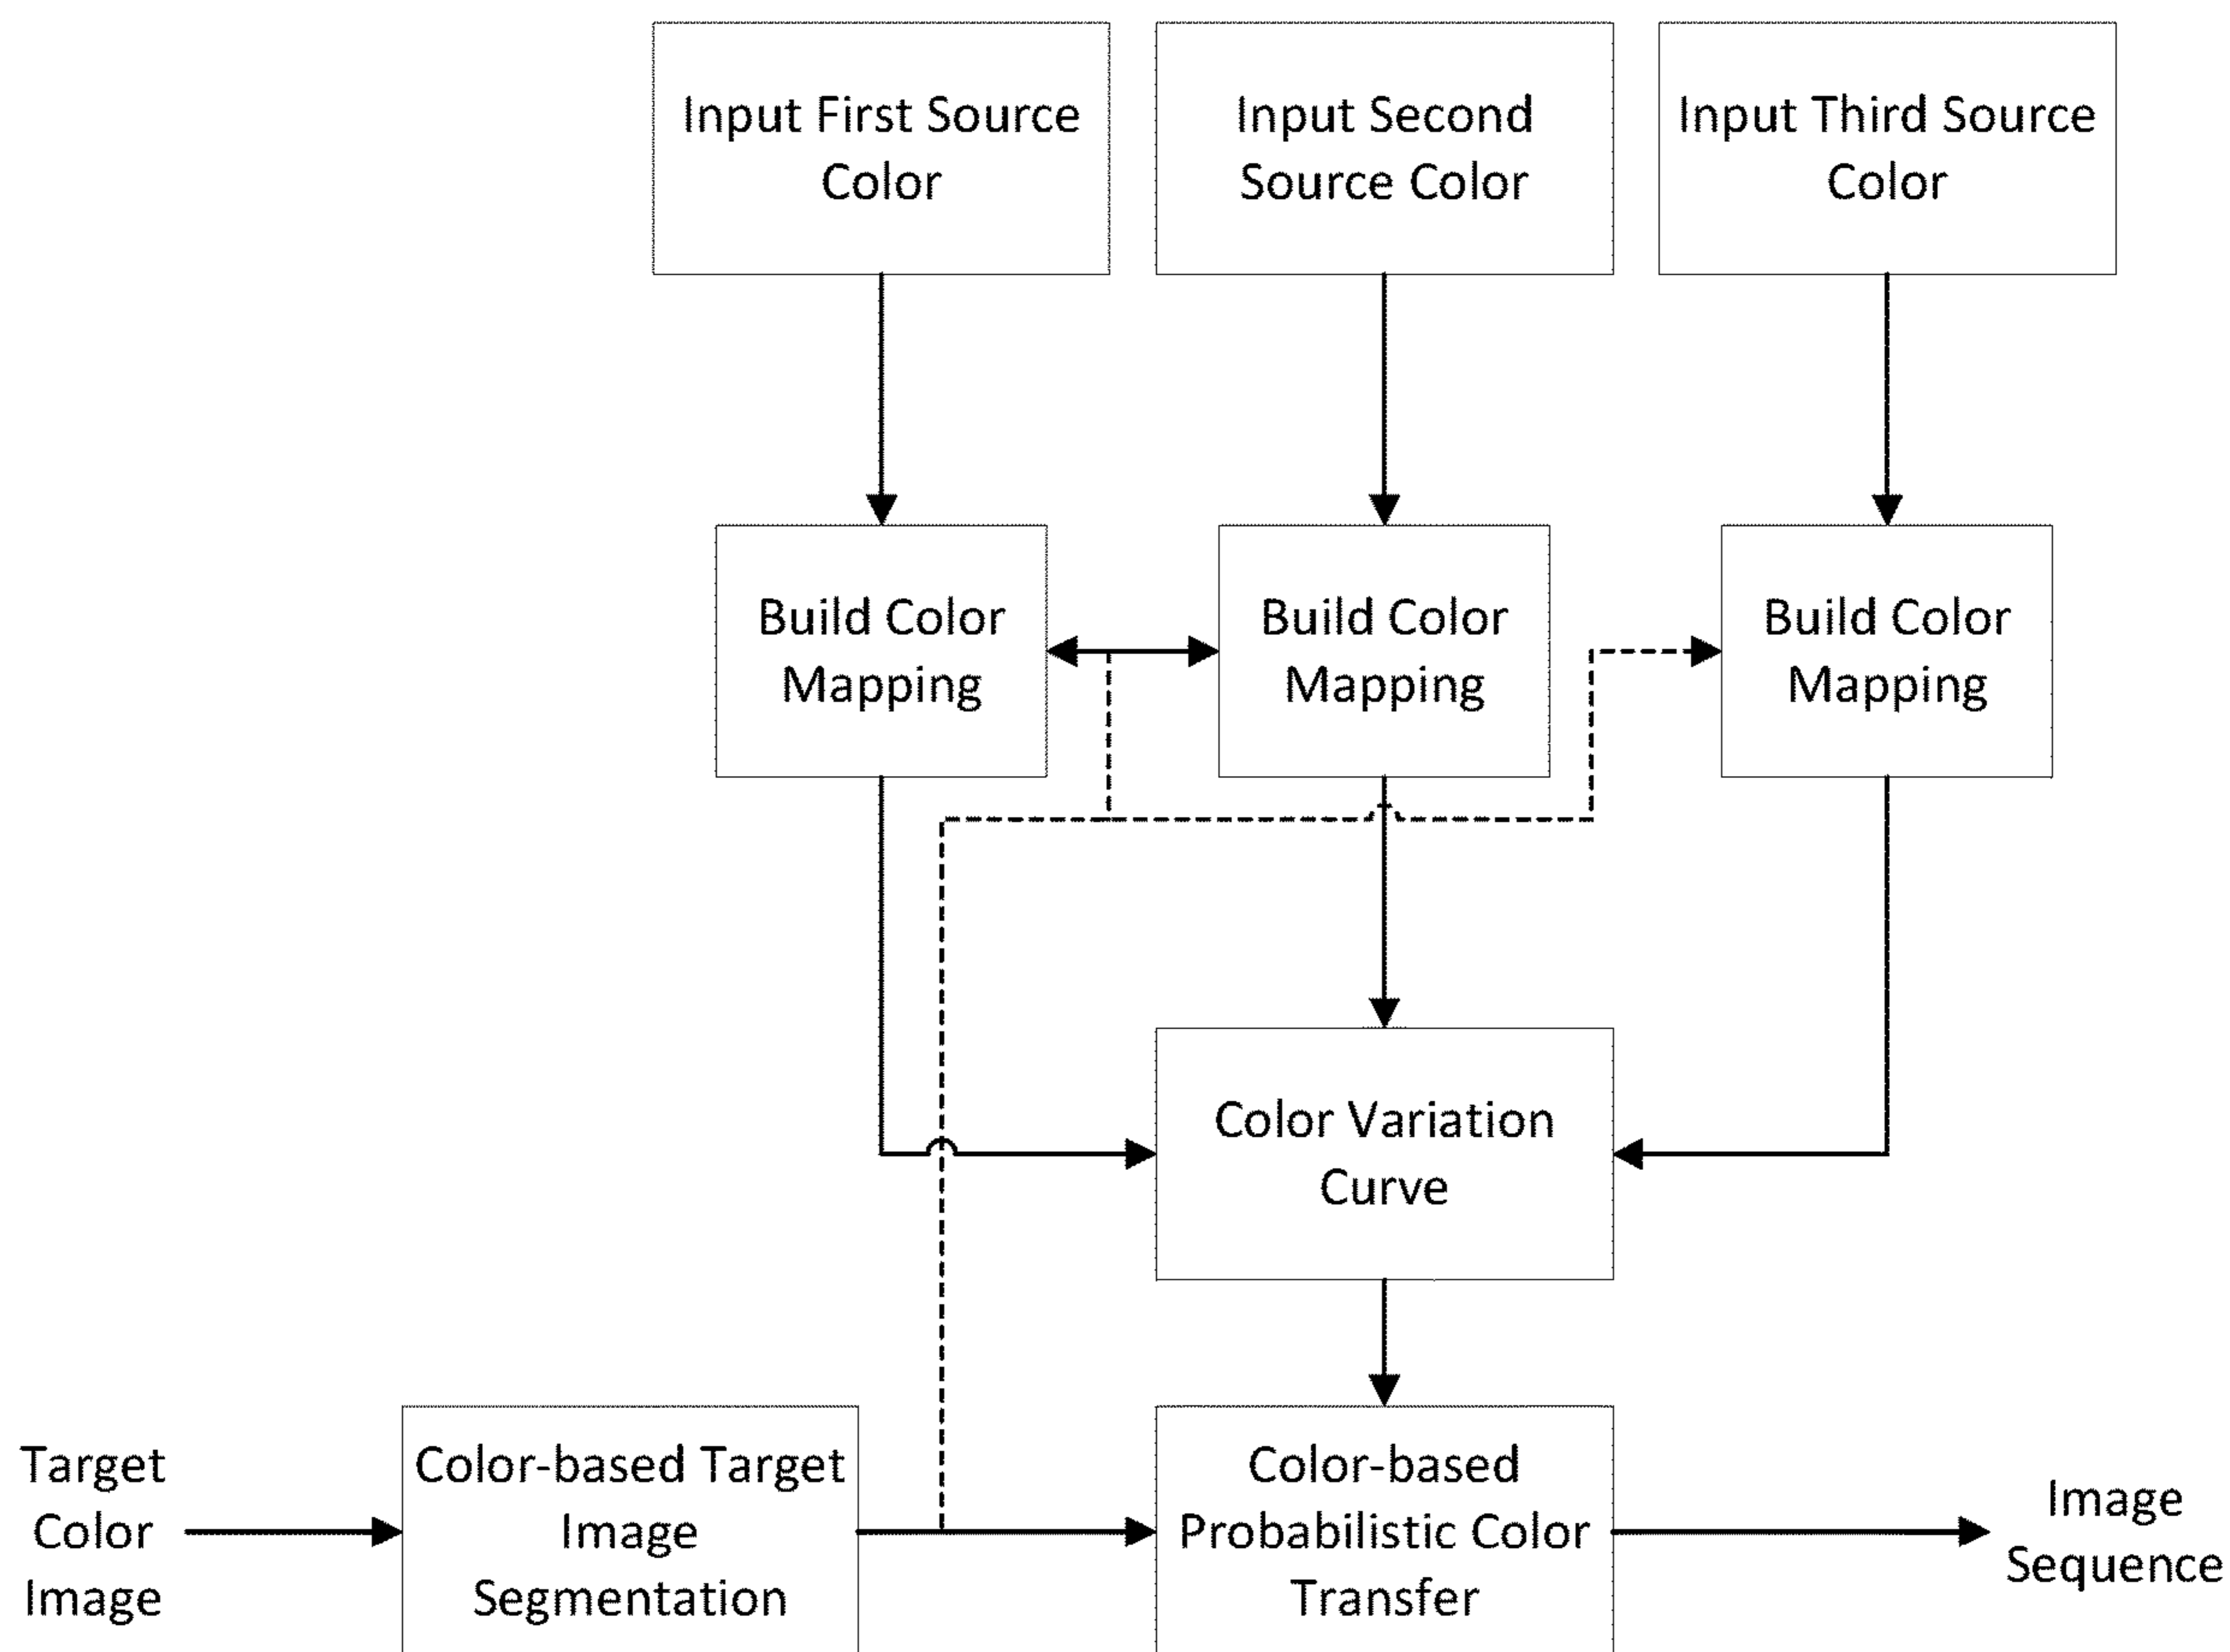 Input First Source
Color
Input Second
Source Color
Input Third Source
Color
Build Color
Mapping
Build Color
Mapping
Build Color
Mapping
Color Variation
Curve
Target
Color
Image
Color-based Target
Image
Segmentation
Color-based
Probabilistic Color
Transfer
Image
Sequence